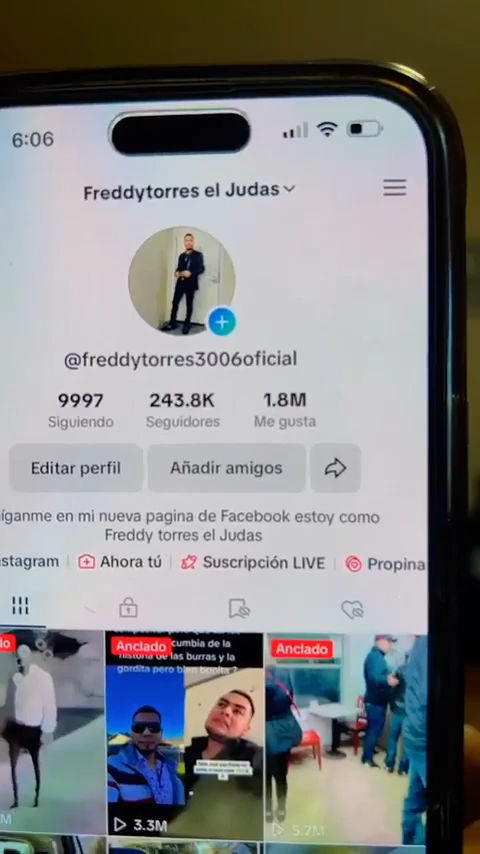 6:06
Freddytorres el Judas
@freddytorres3006oficial
9997 243.8K 1.8M
Siguiendo Seguidores Me gusta
Editar perfil Añadir amigos
íganme en mi nueva pagina de Facebook estoy como
Freddy torres el Judas
nstagram Ahora tú Suscripción LIVE Propina
Anclado cumbia de la
historia de las burras y la
gordita pero bien bonita
Anclado
M
3.3M
5.7M